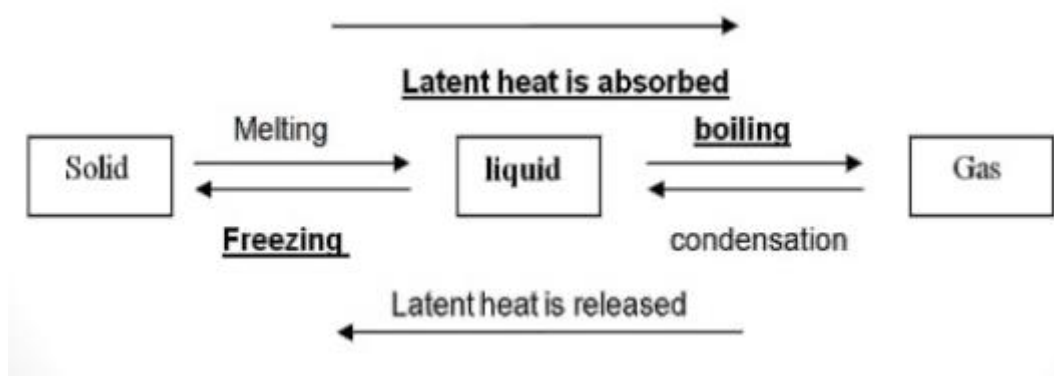 Latent heat is absorbed
Melting
boiling
Solid
liquid
Gas
Freezing
condensation
Latent heat is released